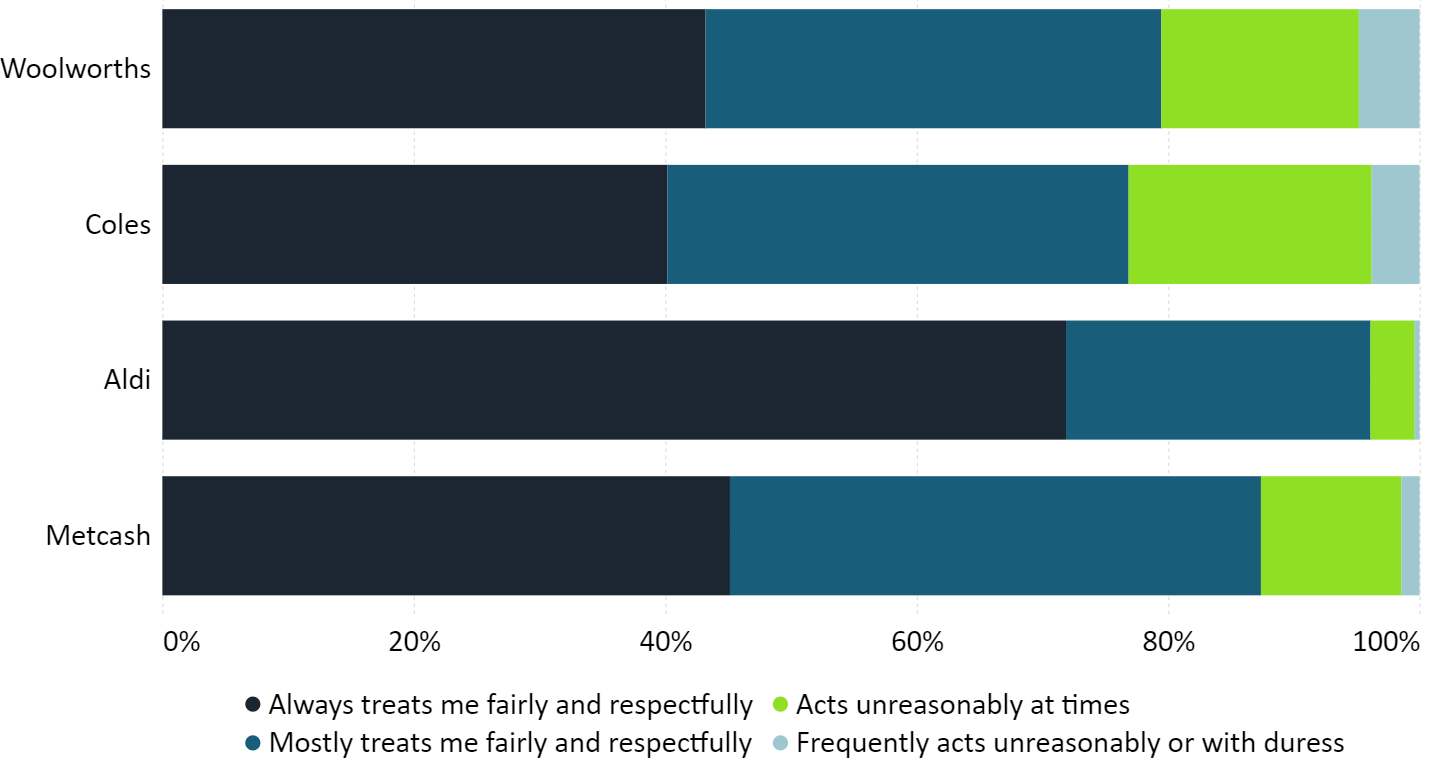 Woolworths
Coles
Aldi
Metcash
0% 20% 40% 60% 80% 100%
Always treats me fairly and respectfully Acts unreasonably at times
Mostly treats me fairly and respectfully Frequently acts unreasonably or with duress